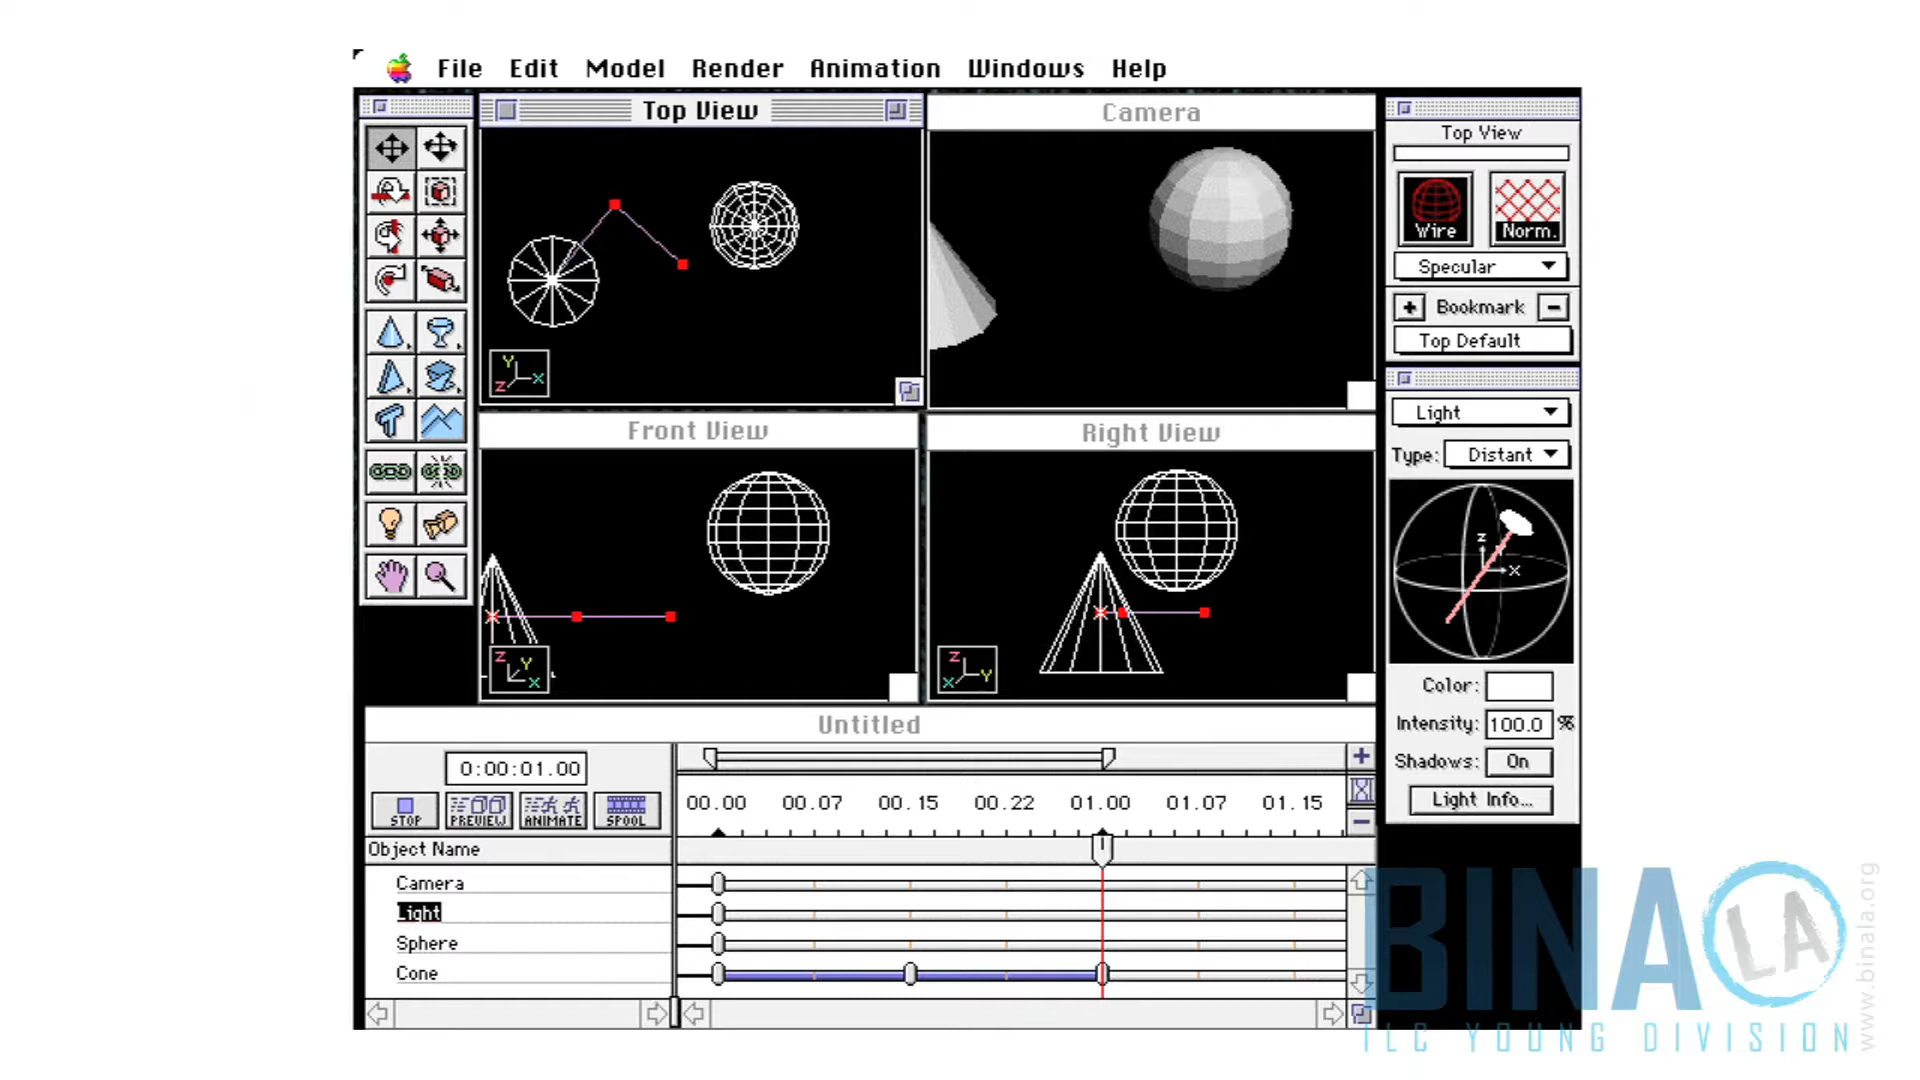 File Edit Model Render Animation Windows Help
Top View
Camera
Y
Z X
Front View
Right View
Z Y
X
Z
X Y
Top View
Wire
Norm.
Specular
+ Bookmark -
Top Default
Light
Type: Distant
Z
X
Color:
Intensity: 100.0 %
Shadows: On
Light Info...
Untitled
0:00:01.00
STOP
PREVIEW
ANIMATE
SPOOL
00.00 00.07 00.15 00.22 01.00 01.07 01.15
Object Name
Camera
Light
Sphere
Cone
BINA LA
ILC YOUNG DIVISION
www.binala.org